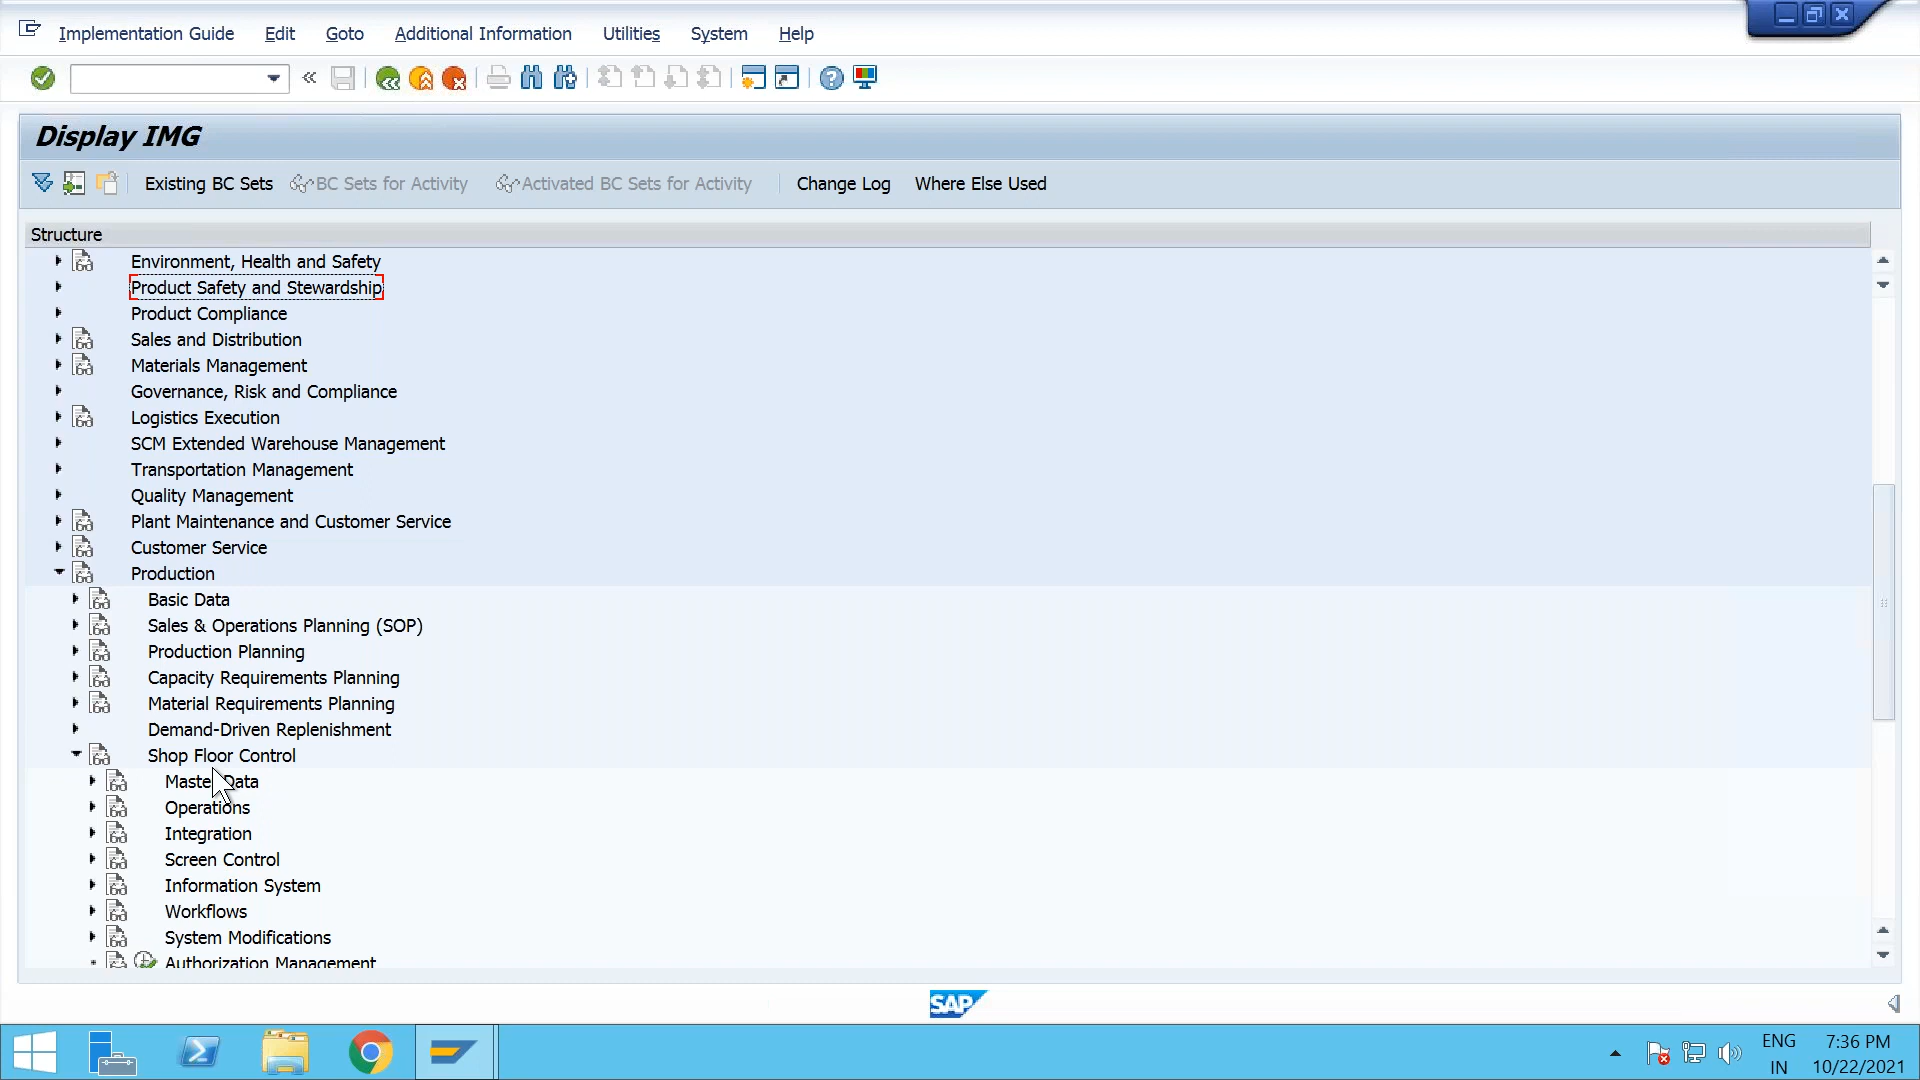 Implementation Guide Edit Goto Additional Information Utilities System Help
Display IMG
Existing BC Sets BC Sets for Activity Activated BC Sets for Activity Change Log Where Else Used
Structure
Environment, Health and Safety
Product Safety and Stewardship
Product Compliance
Sales and Distribution
Materials Management
Governance, Risk and Compliance
Logistics Execution
SCM Extended Warehouse Management
Transportation Management
Quality Management
Plant Maintenance and Customer Service
Customer Service
Production
Basic Data
Sales & Operations Planning (SOP)
Production Planning
Capacity Requirements Planning
Material Requirements Planning
Demand-Driven Replenishment
Shop Floor Control
Master Data
Operations
Integration
Screen Control
Information System
Workflows
System Modifications
Authorization Management
SAP
ENG 7:36 PM
IN 10/22/2021